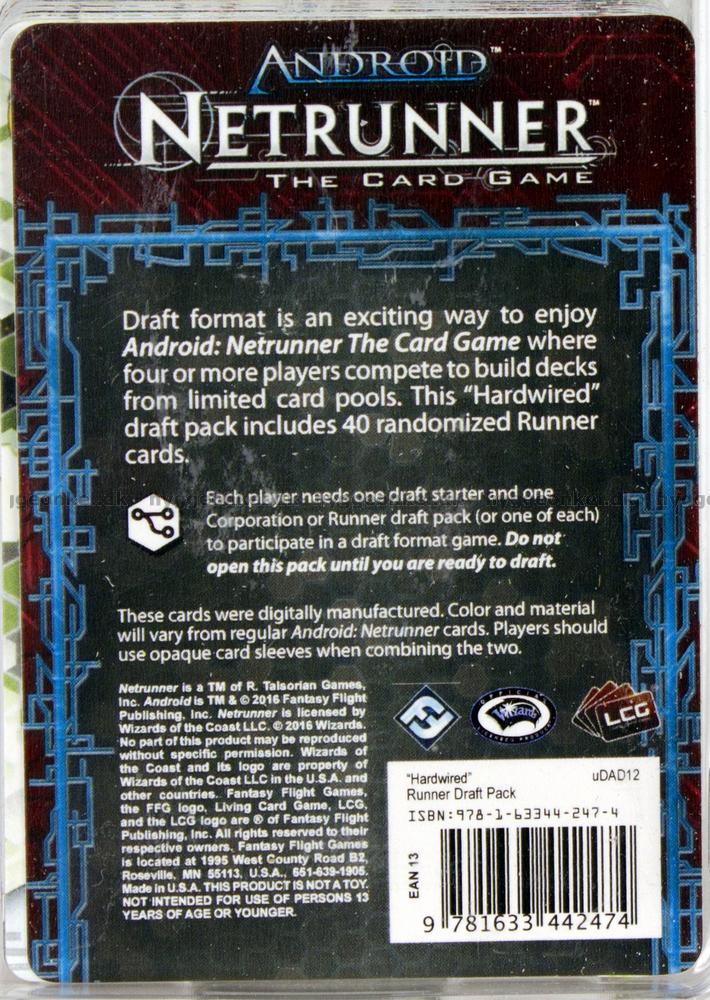 ANDROID™
NETRUNNER™
THE CARD GAME
Draft format is an exciting way to enjoy
Android: Netrunner The Card Game where
four or more players compete to build decks
from limited card pools. This “Hardwired”
draft pack includes 40 randomized Runner
cards.
Each player needs one draft starter and one
Corporation or Runner draft pack (or one of each)
to participate in a draft format game. Do not
open this pack until you are ready to draft.
These cards were digitally manufactured. Color and material
will vary from regular Android: Netrunner cards. Players should
use opaque card sleeves when combining the two.
Netrunner is a TM of R. Talsorian Games,
Inc. Android is TM & © 2016 Fantasy Flight
Publishing, Inc. Netrunner is licensed by
Wizards of the Coast LLC. © 2016 Wizards.
No part of this product may be reproduced
without specific permission. Wizards of
the Coast and its logo are property of
Wizards of the Coast LLC in the U.S.A. and
other countries. Fantasy Flight Games,
the FFG logo, Living Card Game, LCG,
and the LCG logo are ® of Fantasy Flight
Publishing, Inc. All rights reserved to their
respective owners. Fantasy Flight Games
is located at 1995 West County Road B2,
Roseville, MN 55113, U.S.A., 651-639-1905.
Made in U.S.A. THIS PRODUCT IS NOT A TOY.
NOT INTENDED FOR USE OF PERSONS 13
YEARS OF AGE OR YOUNGER.
OFFICIAL
Wizards
LICENSED PRODUCT
LCG
“Hardwired” uDAD12
Runner Draft Pack
ISBN:978-1-63344-247-4
EAN 13
9 781633 442474